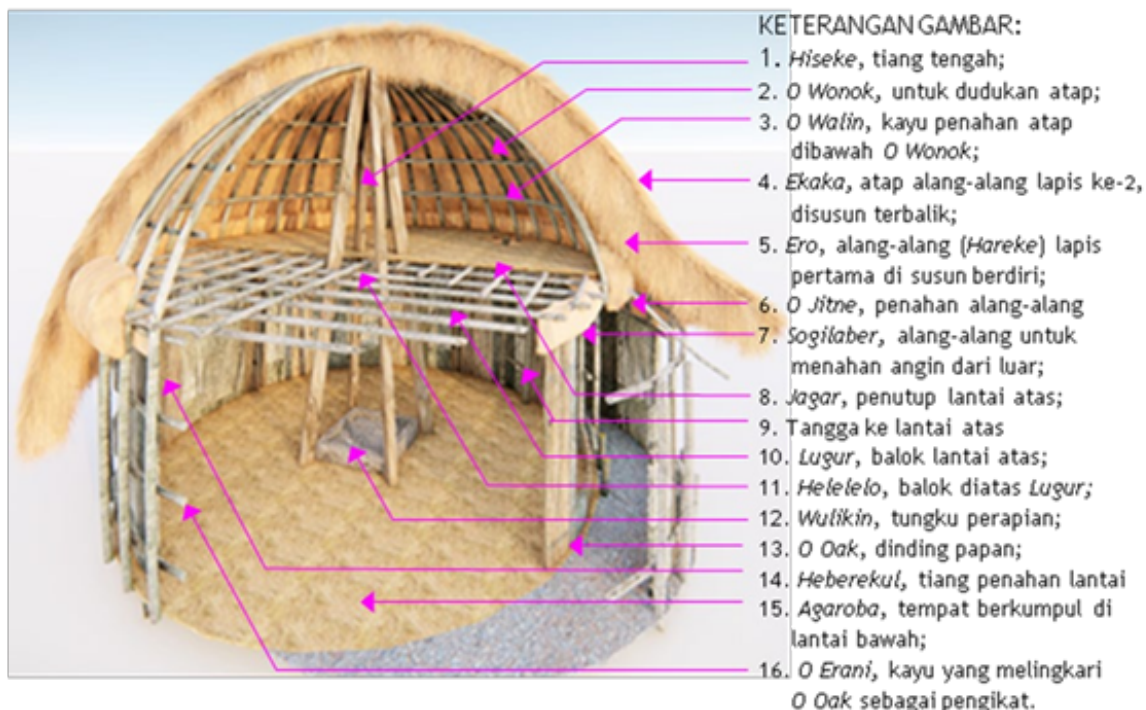 KETERANGAN GAMBAR:
1. Hiseke, tiang tengah;
2. O Wonok, untuk dudukan atap;
3. O Walin, kayu penahan atap
dibawah O Wonok;
4. Ekaka, atap alang-alang lapis ke-2,
disusun terbalik;
5. Ero, alang-alang (Hareke) lapis
pertama di susun berdiri;
6. O Jitne, penahan alang-alang
7. Sogilaber, alang-alang untuk
menahan angin dari luar;
8. Jagar, penutup lantai atas;
9. Tangga ke lantai atas
10. Lugur, balok lantai atas;
11. Helelelo, balok diatas Lugur;
12. Wulikin, tungku perapian;
13. O Oak, dinding papan;
14. Heberekul, tiang penahan lantai
15. Agaroba, tempat berkumpul di
lantai bawah;
16. O Erani, kayu yang melingkari
O Oak sebagai pengikat.